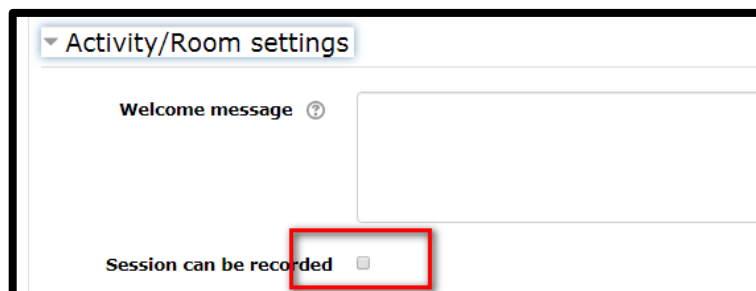 Activity/Room settings
Welcome message ?
Session can be recorded